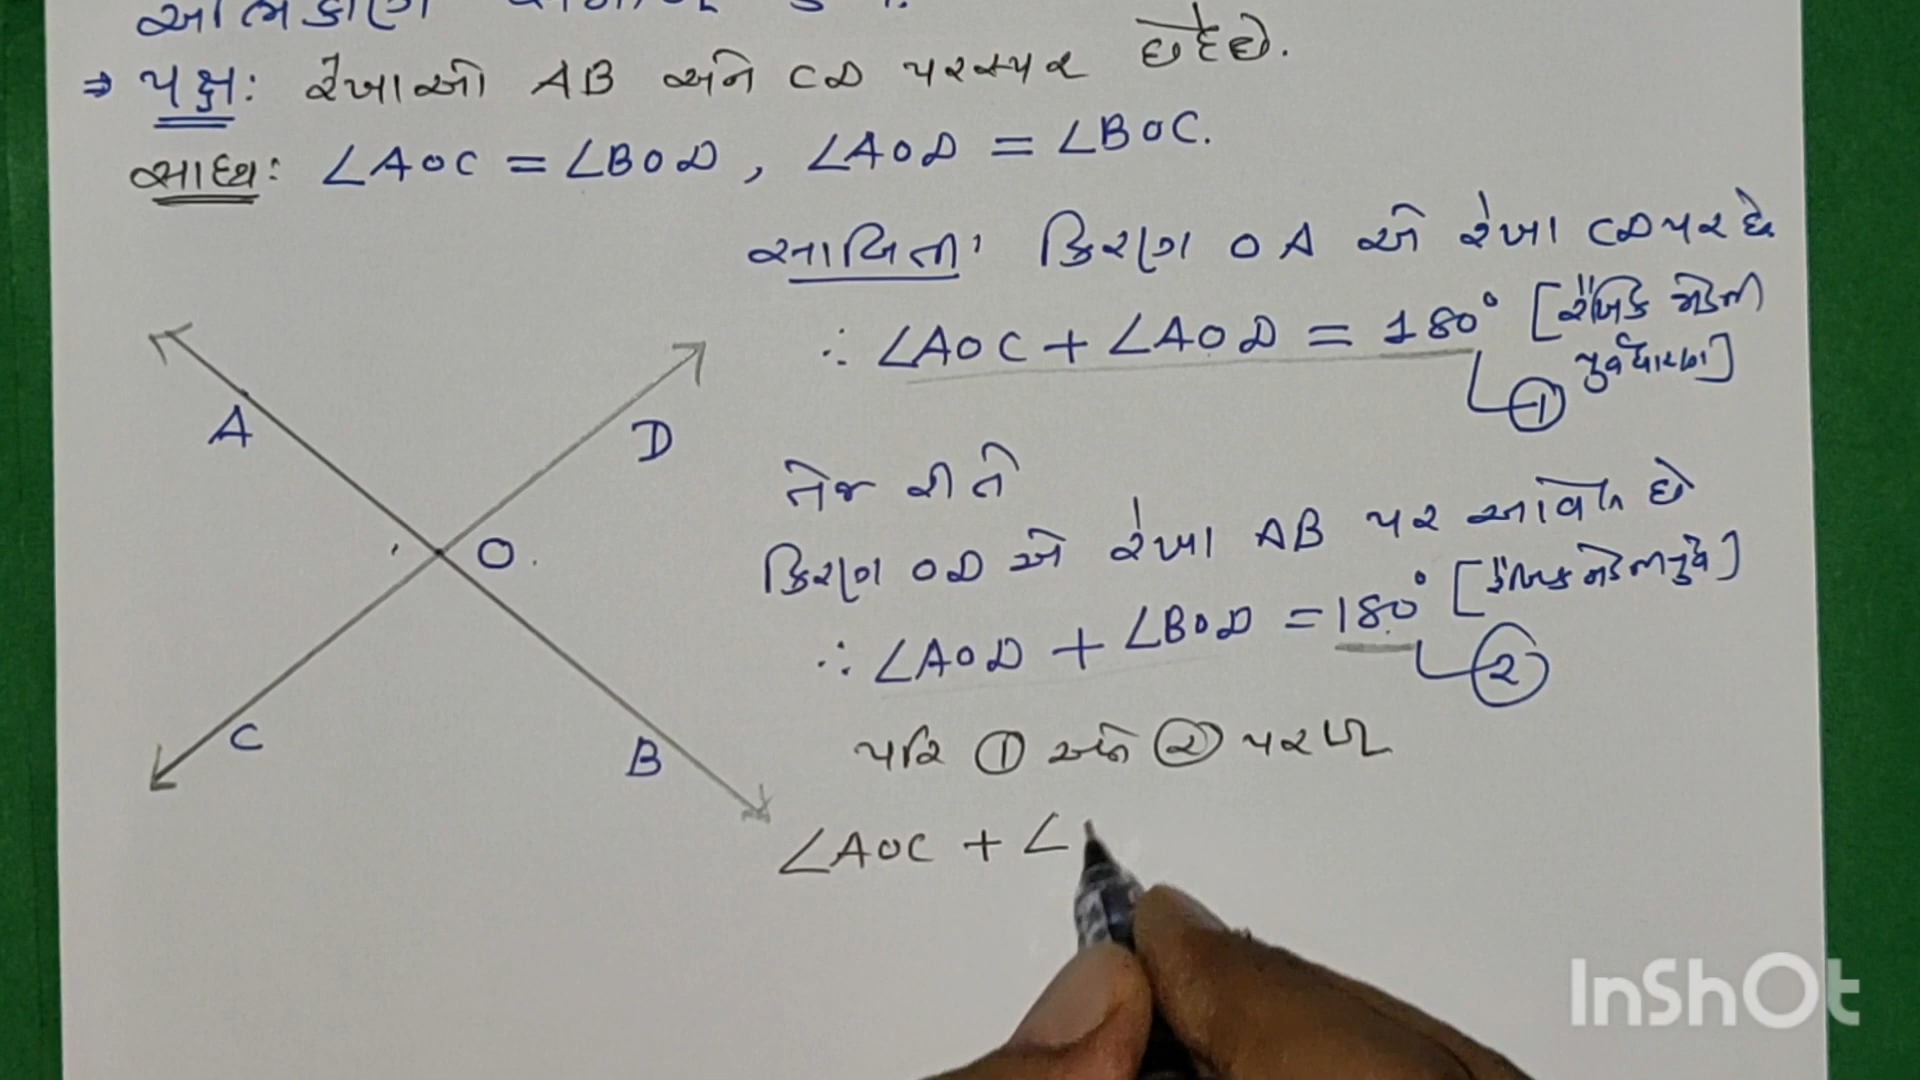 ⇒ પક્ષ: રેખાઓ AB અને CD પરસ્પર છેદે છે.
સાધ્ય: ∠AOC = ∠BOD, ∠AOD = ∠BOC.
સાબિતી: કિરણ OA એ રેખા CD પર છે
∴ ∠AOC + ∠AOD = 180° [રૈખિક જોડની
પૂર્વધારણા]
①
તેજ રીતે
કિરણ OD એ રેખા AB પર આવેલ છે
∴ ∠AOD + ∠BOD = 180°
②
પરિ ① અને ② પરથી
∠AOC + ∠
A
D
O
C
B
InShOt